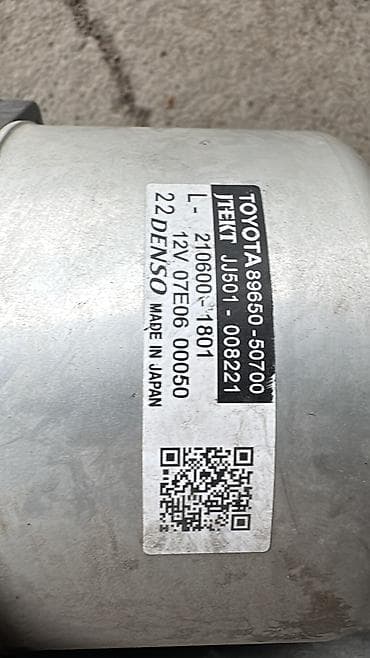 TOYOTA 89650-50700
JTEKT JJ501-008221
L- 210600-1801
12V 07E06 00050
22 DENSO MADE IN JAPAN